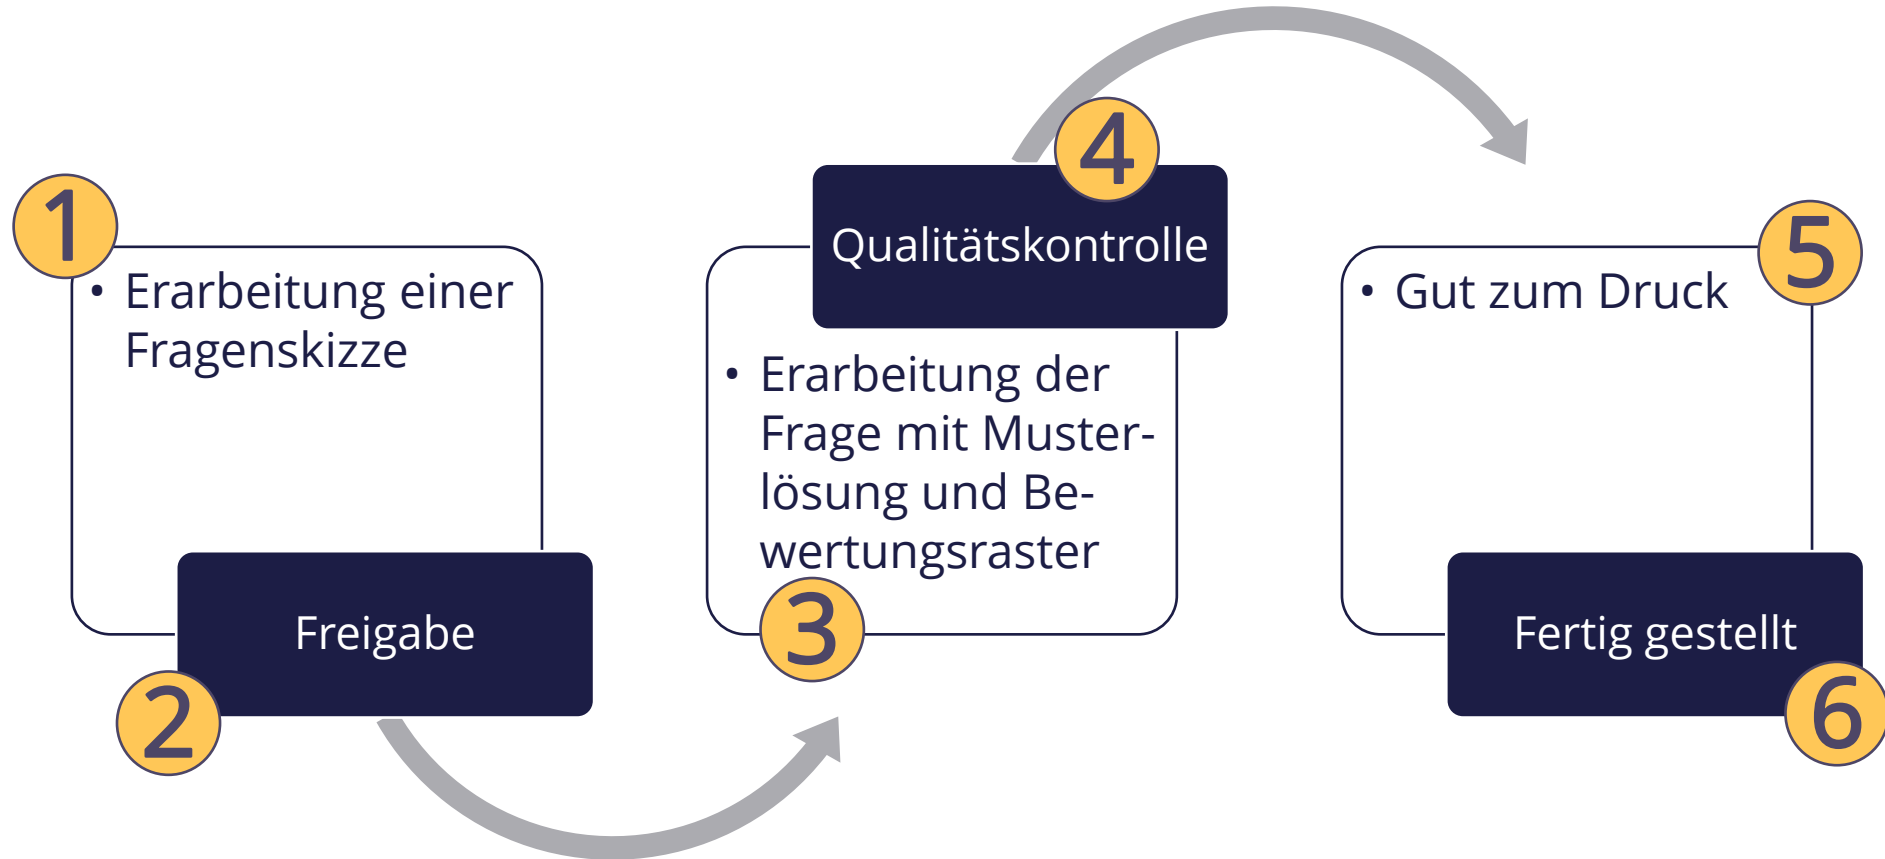 1
• Erarbeitung einer
Fragenskizze
Freigabe
2
4
Qualitätskontrolle
• Erarbeitung der
Frage mit Muster-
lösung und Be-
wertungsraster
3
5
• Gut zum Druck
Fertig gestellt
6